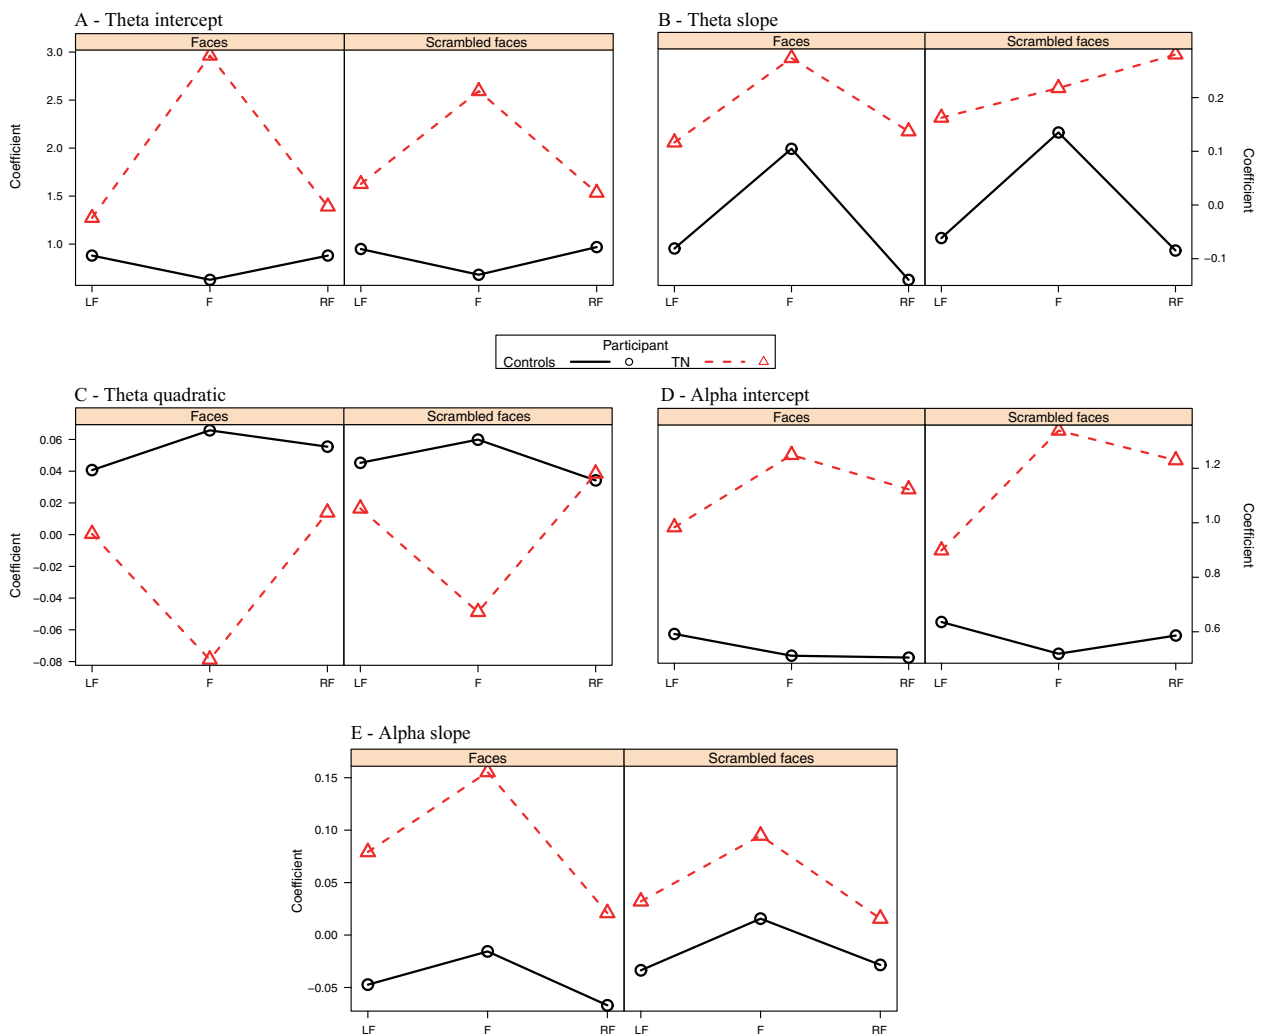 A - Theta intercept
Faces
Scrambled faces
3.0
2.5
2.0
1.5
1.0
Coefficient
LF
F
RF
LF
F
RF
B - Theta slope
Faces
Scrambled faces
0.2
0.1
0.0
−0.1
Coefficient
LF
F
RF
LF
F
RF
Participant
Controls
TN
C - Theta quadratic
Faces
Scrambled faces
0.06
0.04
0.02
0.00
−0.02
−0.04
−0.06
−0.08
Coefficient
LF
F
RF
LF
F
RF
D - Alpha intercept
Faces
Scrambled faces
1.2
1.0
0.8
0.6
Coefficient
LF
F
RF
LF
F
RF
E - Alpha slope
Faces
Scrambled faces
0.15
0.10
0.05
0.00
−0.05
Coefficient
LF
F
RF
LF
F
RF